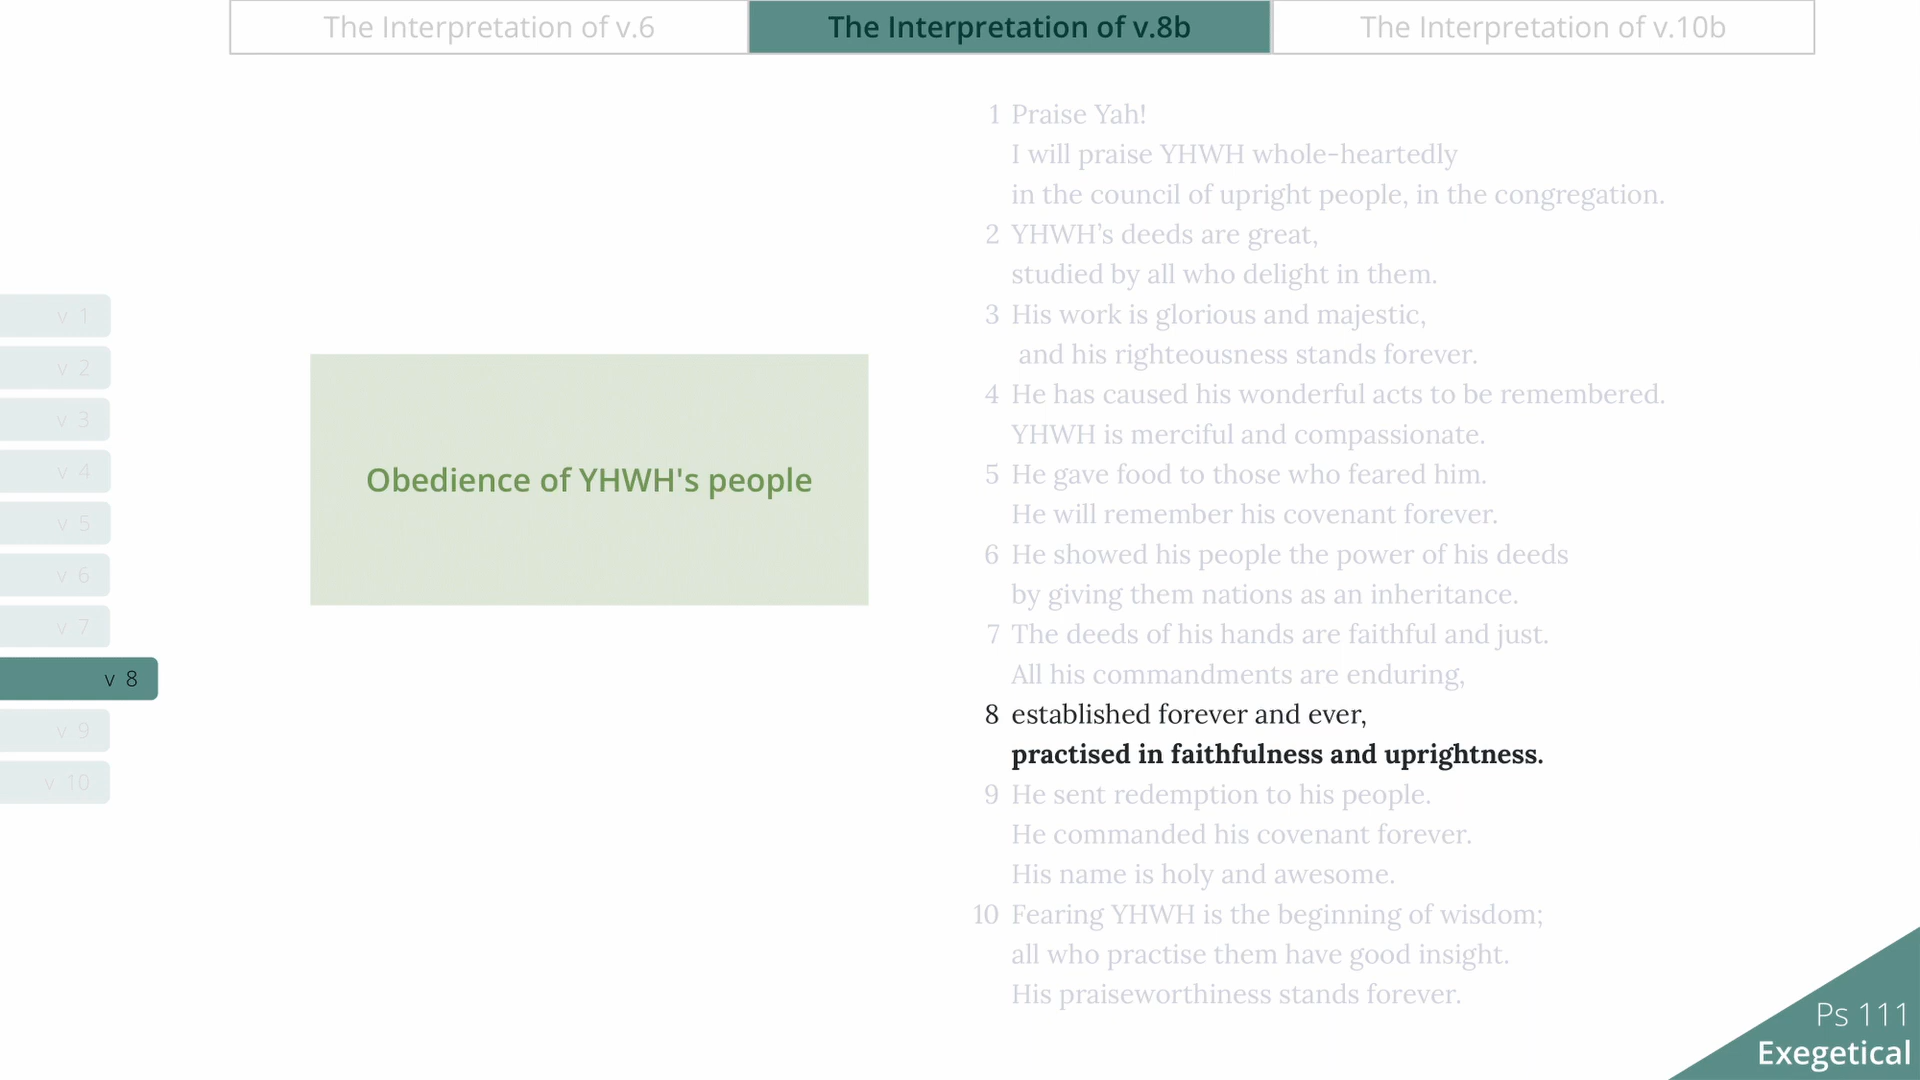 The Interpretation of v.6
The Interpretation of v.8b
The Interpretation of v.10b
v 1
v 2
v 3
v 4
v 5
v 6
v 7
v 8
v 9
v 10
Obedience of YHWH's people
1 Praise Yah!
I will praise YHWH whole-heartedly
in the council of upright people, in the congregation.
2 YHWH’s deeds are great,
studied by all who delight in them.
3 His work is glorious and majestic,
and his righteousness stands forever.
4 He has caused his wonderful acts to be remembered.
YHWH is merciful and compassionate.
5 He gave food to those who feared him.
He will remember his covenant forever.
6 He showed his people the power of his deeds
by giving them nations as an inheritance.
7 The deeds of his hands are faithful and just.
All his commandments are enduring,
8 established forever and ever,
practised in faithfulness and uprightness.
9 He sent redemption to his people.
He commanded his covenant forever.
His name is holy and awesome.
10 Fearing YHWH is the beginning of wisdom;
all who practise them have good insight.
His praiseworthiness stands forever.
Ps 111
Exegetical